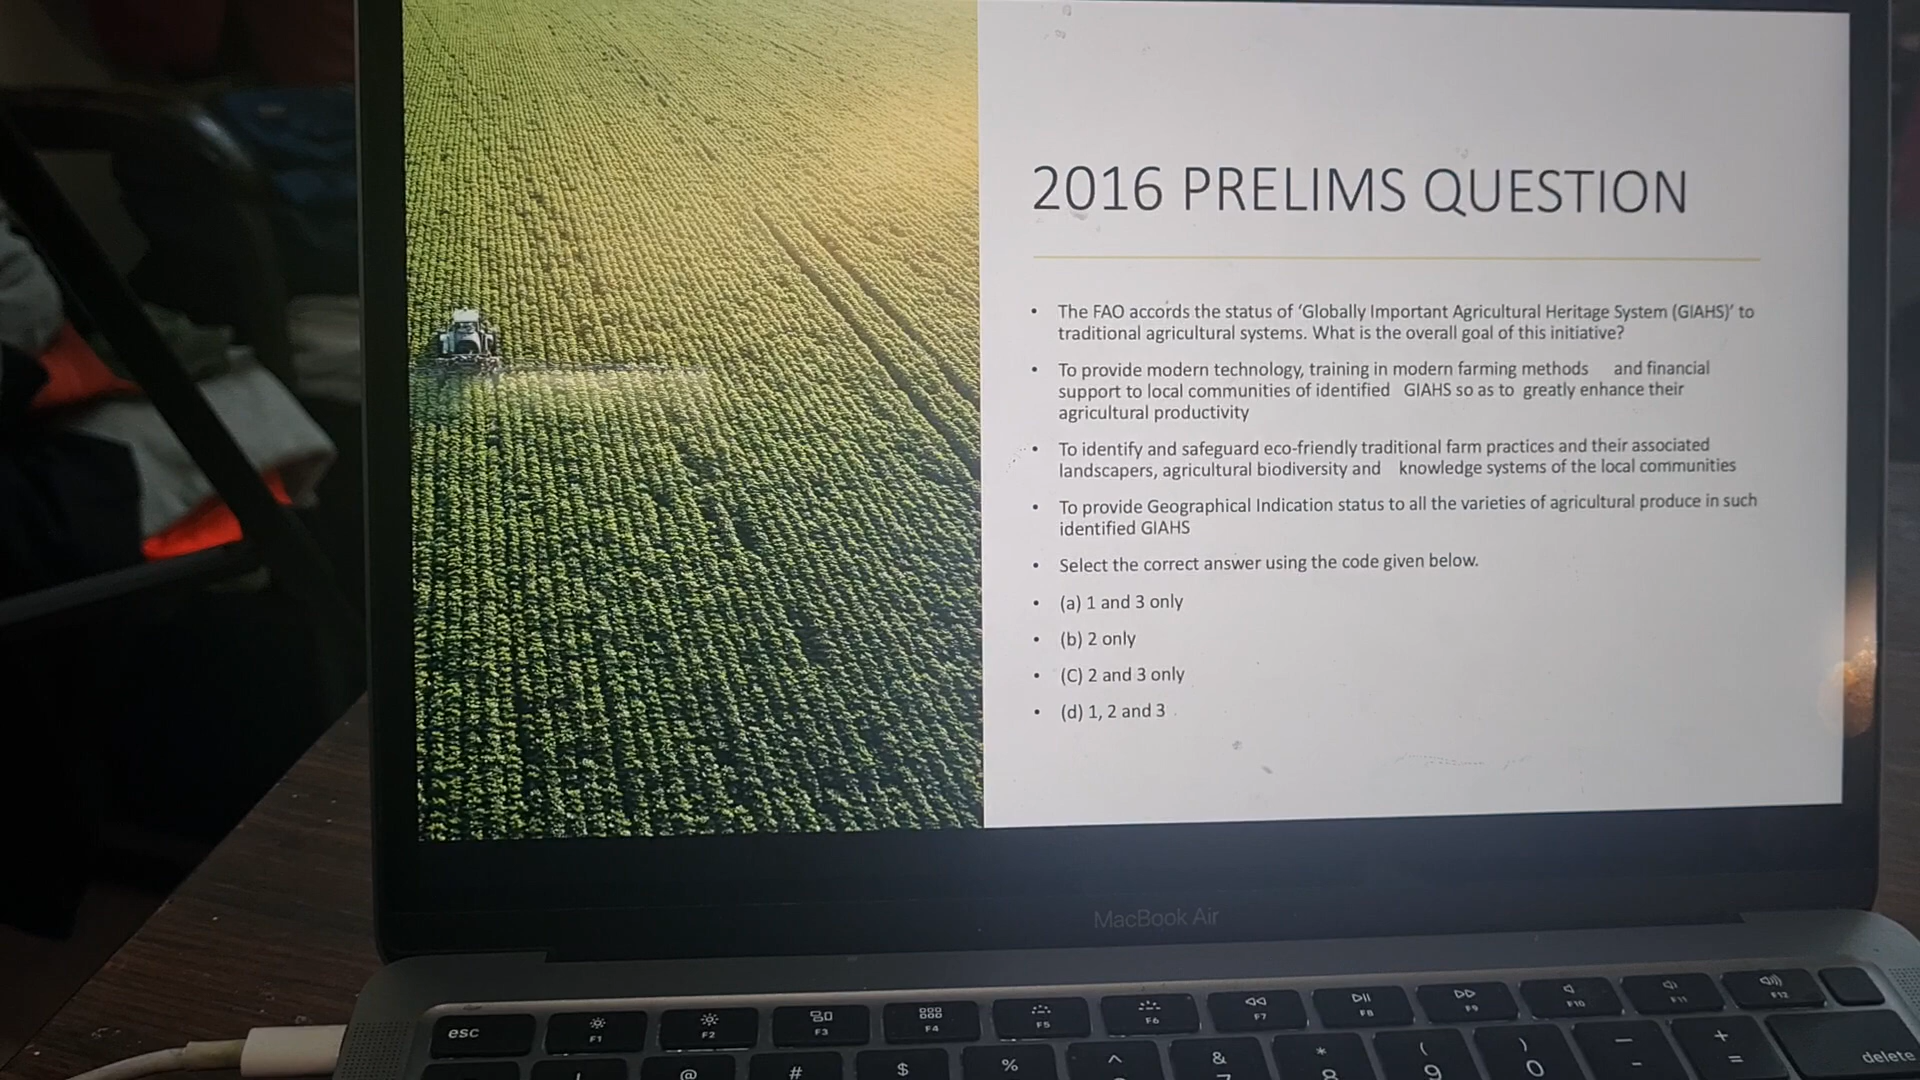 2016 PRELIMS QUESTION
• The FAO accords the status of ‘Globally Important Agricultural Heritage System (GIAHS)’ to
traditional agricultural systems. What is the overall goal of this initiative?
• To provide modern technology, training in modern farming methods and financial
support to local communities of identified GIAHS so as to greatly enhance their
agricultural productivity
• To identify and safeguard eco-friendly traditional farm practices and their associated
landscapers, agricultural biodiversity and knowledge systems of the local communities
• To provide Geographical Indication status to all the varieties of agricultural produce in such
identified GIAHS
• Select the correct answer using the code given below.
• (a) 1 and 3 only
• (b) 2 only
• (C) 2 and 3 only
• (d) 1, 2 and 3
MacBook Air
esc F1 F2 F3 F4 F5 F6 F7 F8 F9 F10 F11 F12
@ # $ % ^ & * ( ) — +
7 8 9 0 - = delete